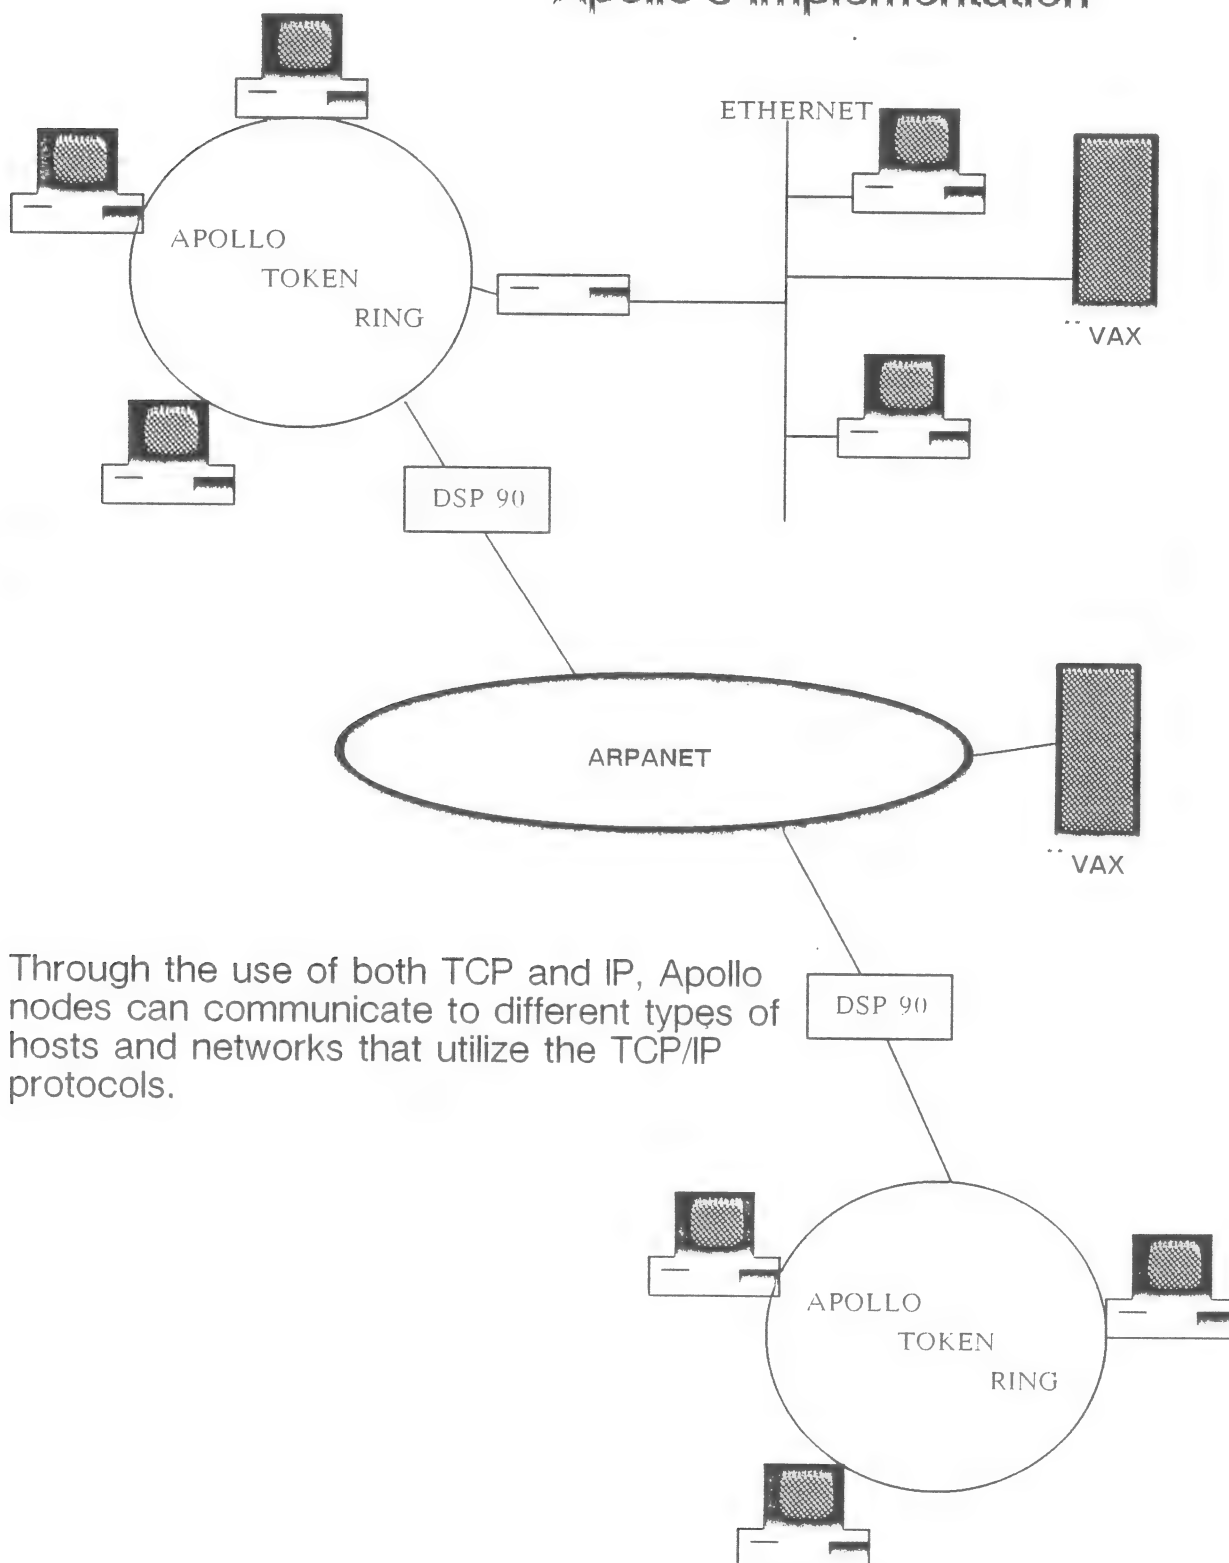 Apollo's Implementation
ETHERNET
APOLLO
TOKEN
RING
VAX
DSP 90
ARPANET
VAX
Through the use of both TCP and IP, Apollo
nodes can communicate to different types of
hosts and networks that utilize the TCP/IP
protocols.
DSP 90
APOLLO
TOKEN
RING